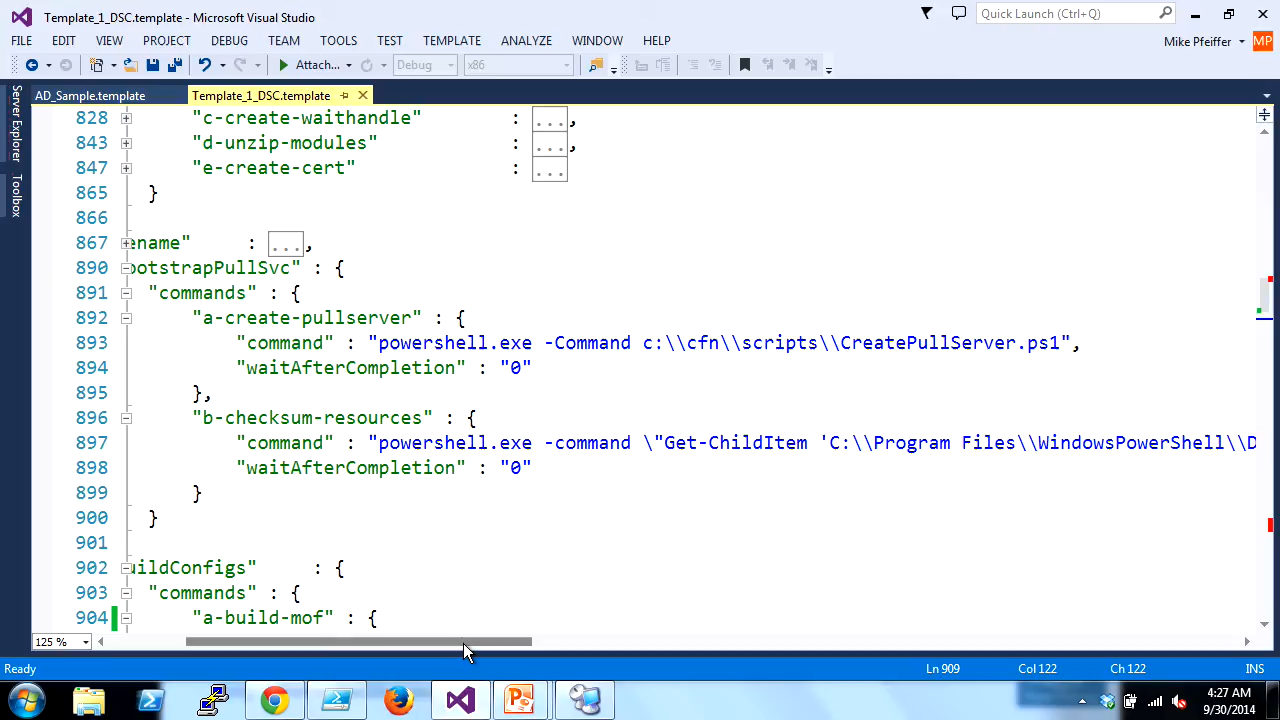 Template_1_DSC.template - Microsoft Visual Studio
Quick Launch (Ctrl+Q)
FILE EDIT VIEW PROJECT DEBUG TEAM TOOLS TEST TEMPLATE ANALYZE WINDOW HELP
Mike Pfeiffer MP
Attach... Debug x86
AD_Sample.template Template_1_DSC.template
Server Explorer
Toolbox
828 "c-create-waithandle" : ...,
843 "d-unzip-modules" : ...,
847 "e-create-cert" : ...
865 }
866
867 ename" : ...,
890 ootstrapPullSvc" : {
891 "commands" : {
892 "a-create-pullserver" : {
893 "command" : "powershell.exe -Command c:\\cfn\\scripts\\CreatePullServer.ps1",
894 "waitAfterCompletion" : "0"
895 },
896 "b-checksum-resources" : {
897 "command" : "powershell.exe -command \"Get-ChildItem 'C:\\Program Files\\WindowsPowerShell\\D
898 "waitAfterCompletion" : "0"
899 }
900 }
901
902 uildConfigs" : {
903 "commands" : {
904 "a-build-mof" : {
125 %
Ready Ln 909 Col 122 Ch 122 INS
4:27 AM
9/30/2014